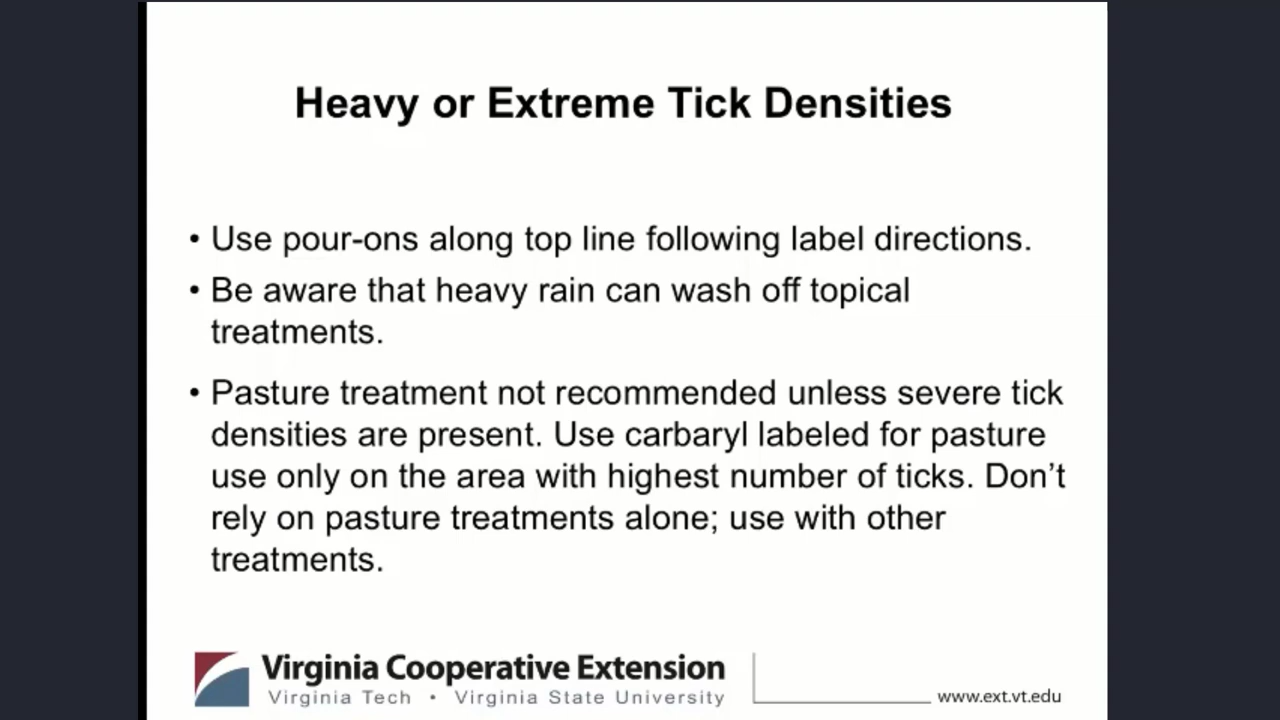 Heavy or Extreme Tick Densities
• Use pour-ons along top line following label directions.
• Be aware that heavy rain can wash off topical
treatments.
• Pasture treatment not recommended unless severe tick
densities are present. Use carbaryl labeled for pasture
use only on the area with highest number of ticks. Don’t
rely on pasture treatments alone; use with other
treatments.
Virginia Cooperative Extension
Virginia Tech • Virginia State University
www.ext.vt.edu